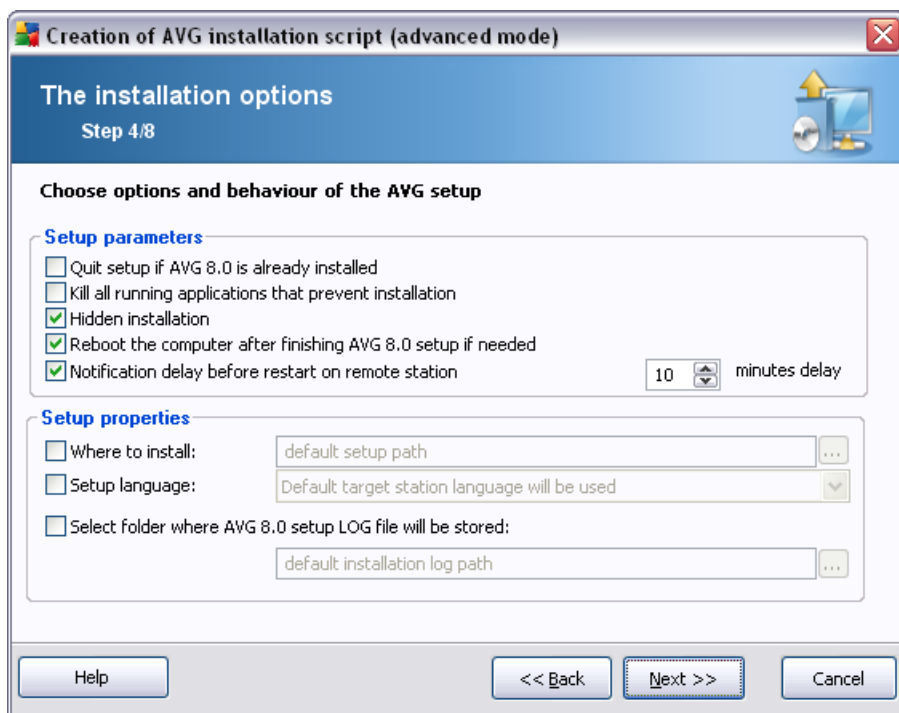 Creation of AVG installation script (advanced mode)
The installation options
Step 4/8
Choose options and behaviour of the AVG setup
Setup parameters
Quit setup if AVG 8.0 is already installed
Kill all running applications that prevent installation
Hidden installation
Reboot the computer after finishing AVG 8.0 setup if needed
Notification delay before restart on remote station 10 minutes delay
Setup properties
Where to install: default setup path ...
Setup language: Default target station language will be used
Select folder where AVG 8.0 setup LOG file will be stored:
default installation log path ...
Help << Back Next >> Cancel